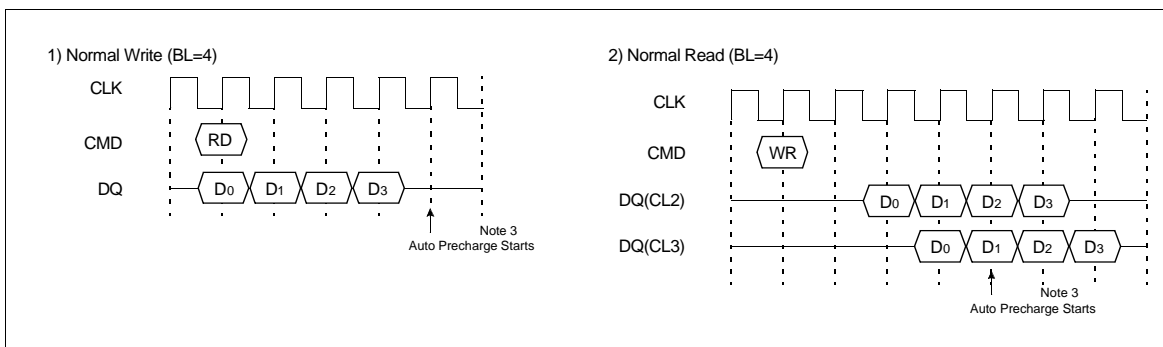 1) Normal Write (BL=4)
CLK
CMD
RD
DQ
D0 D1 D2 D3
Note 3
Auto Precharge Starts
2) Normal Read (BL=4)
CLK
CMD
WR
DQ(CL2)
D0 D1 D2 D3
DQ(CL3)
D0 D1 D2 D3
Note 3
Auto Precharge Starts